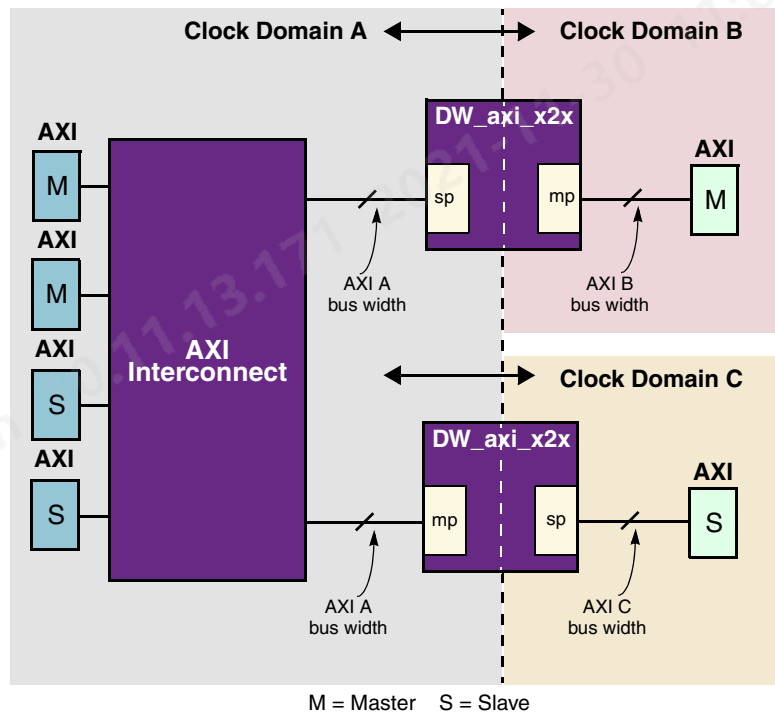 Clock Domain A
Clock Domain B
DW_axi_x2x
AXI
M
AXI
M
AXI
S
AXI
S
AXI
Interconnect
sp
mp
AXI
M
AXI A
bus width
AXI B
bus width
Clock Domain C
DW_axi_x2x
mp
sp
AXI
S
AXI A
bus width
AXI C
bus width
M = Master S = Slave